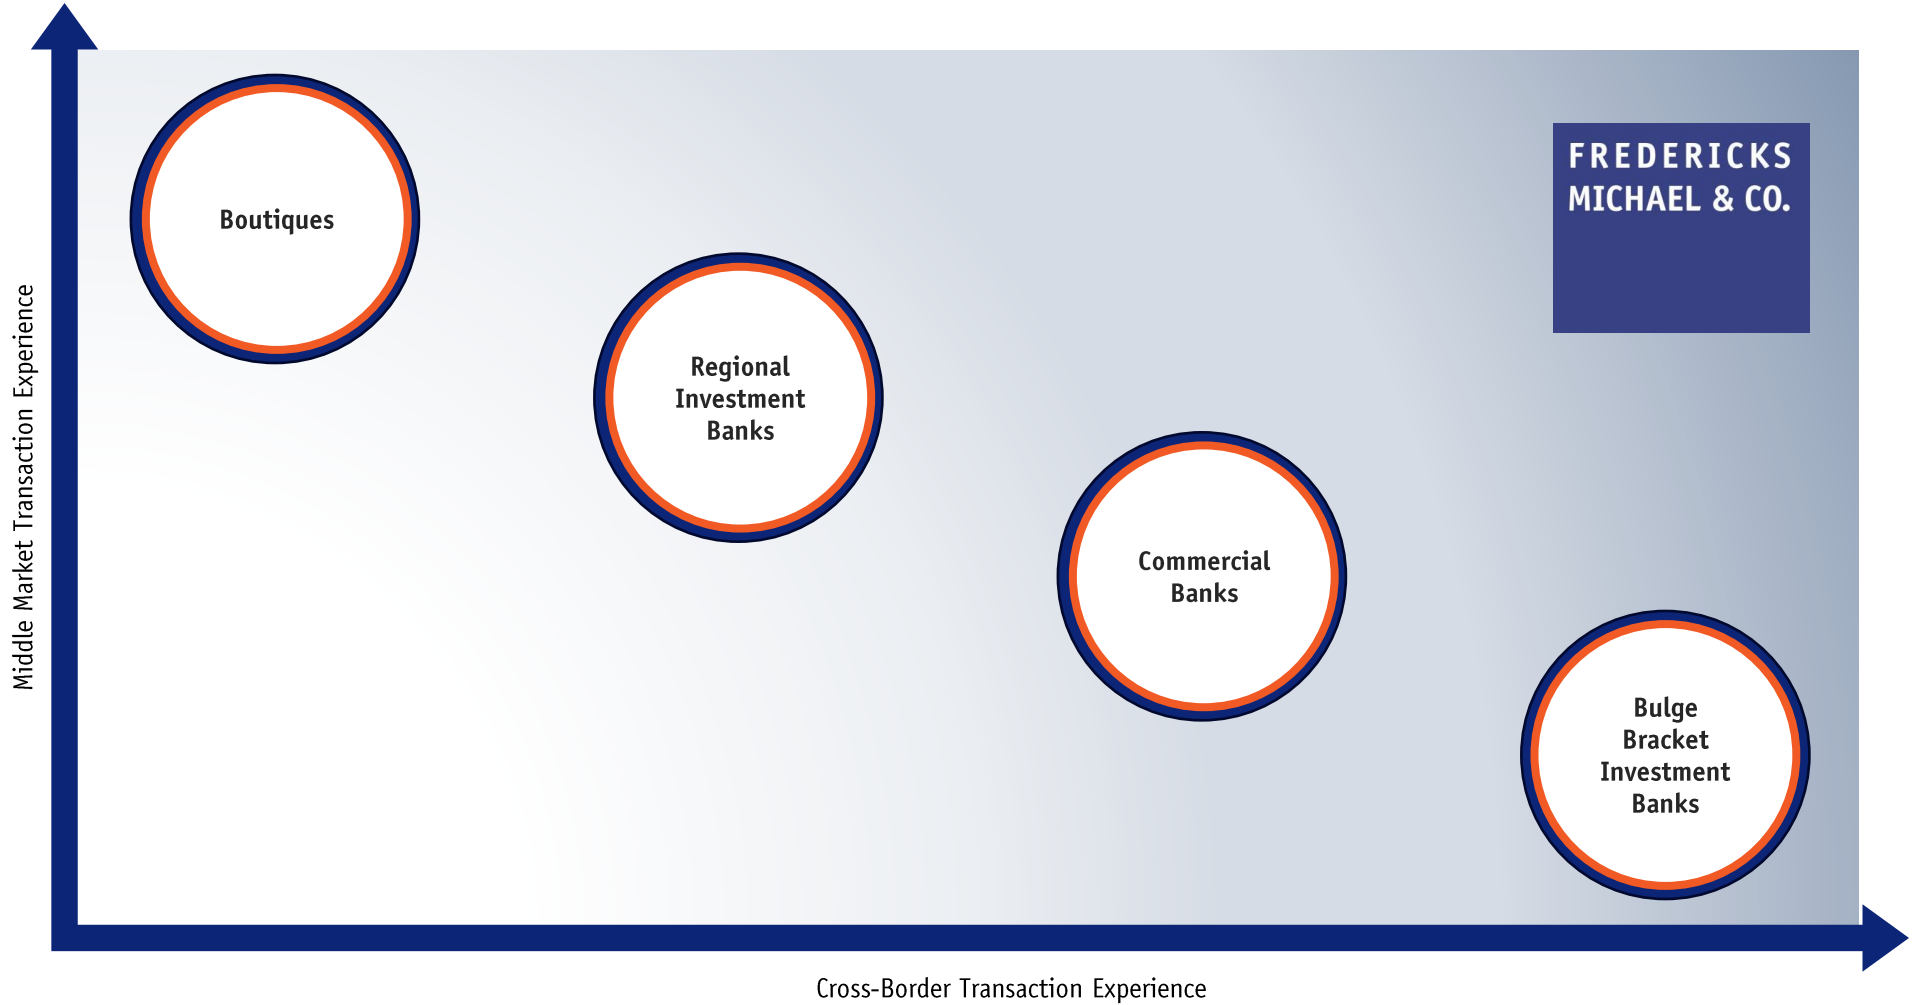 Boutiques
FREDERICKS
MICHAEL & CO.
Regional
Investment
Banks
Commercial
Banks
Bulge
Bracket
Investment
Banks
Middle Market Transaction Experience
Cross-Border Transaction Experience